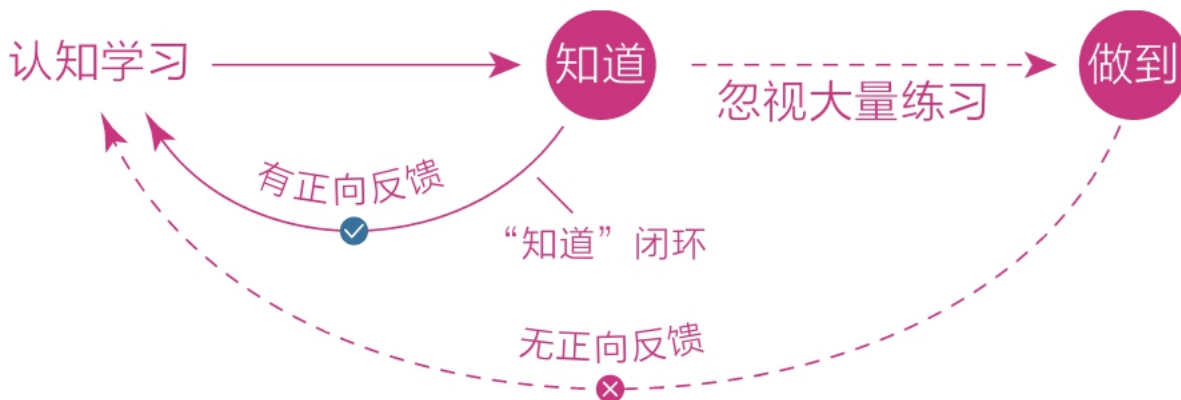 认知学习
知道
做到
忽视大量练习
有正向反馈
“知道”闭环
无正向反馈